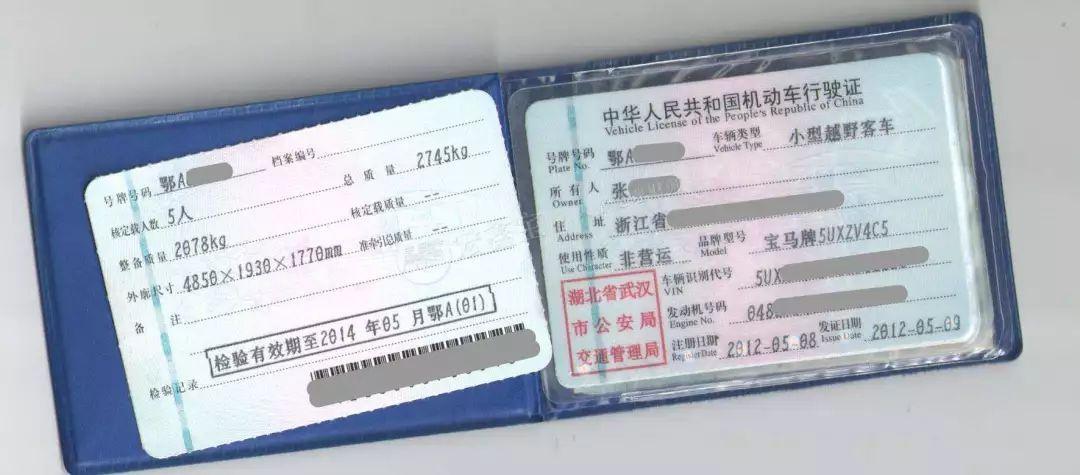 号牌号码 鄂A 档案编号
核定载人数 5人 总质量 2745kg
整备质量 2078kg 核定载质量 --
外廓尺寸 4850×1930×1770mm 准牵引总质量 --
备注
检验有效期至2014年05月鄂A(01)
检验记录
中华人民共和国机动车行驶证
Vehicle License of the People's Republic of China
号牌号码 鄂A 车辆类型 小型越野客车
Plate No. Vehicle Type
所有人 张
Owner
住址 浙江省
Address
使用性质 非营运 品牌型号 宝马牌5UXZV4C5
Use Character Model
湖北省武汉
市公安局
交通管理局
车辆识别代号 5UX
VIN
发动机号码 048
Engine No.
注册日期 2012-05-08 发证日期 2012-05-09
Register Date Issue Date